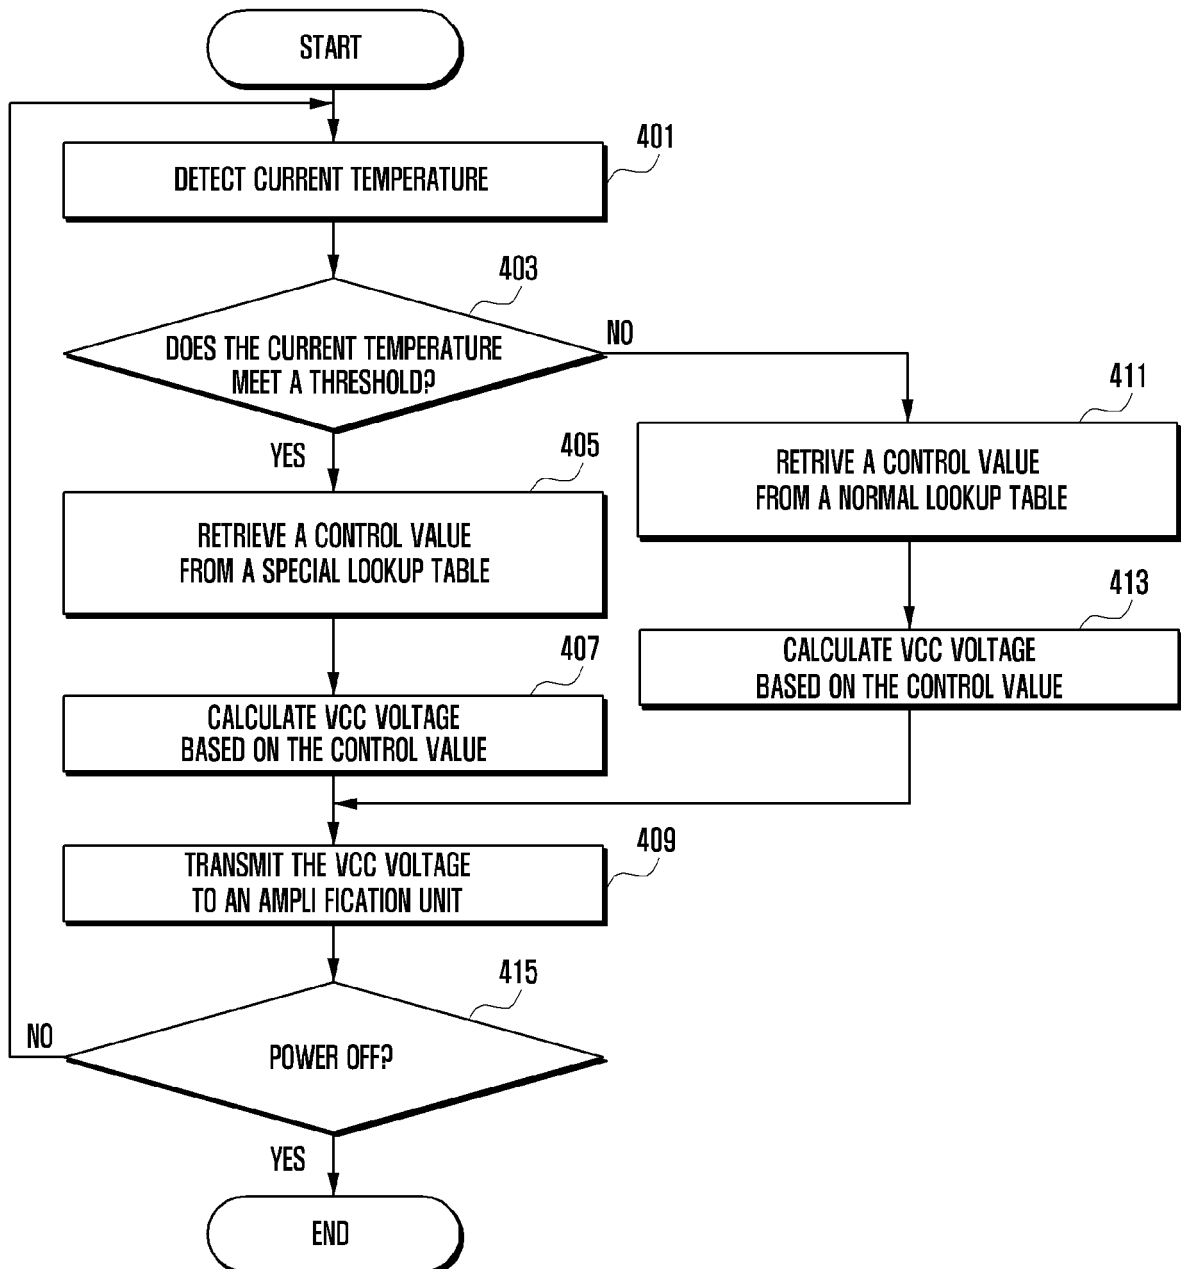 START
401
DETECT CURRENT TEMPERATURE
403
DOES THE CURRENT TEMPERATURE
MEET A THRESHOLD?
NO
YES
405
RETRIEVE A CONTROL VALUE
FROM A SPECIAL LOOKUP TABLE
411
RETRIVE A CONTROL VALUE
FROM A NORMAL LOOKUP TABLE
407
CALCULATE VCC VOLTAGE
BASED ON THE CONTROL VALUE
413
CALCULATE VCC VOLTAGE
BASED ON THE CONTROL VALUE
409
TRANSMIT THE VCC VOLTAGE
TO AN AMPLI FICATION UNIT
415
POWER OFF?
NO
YES
END